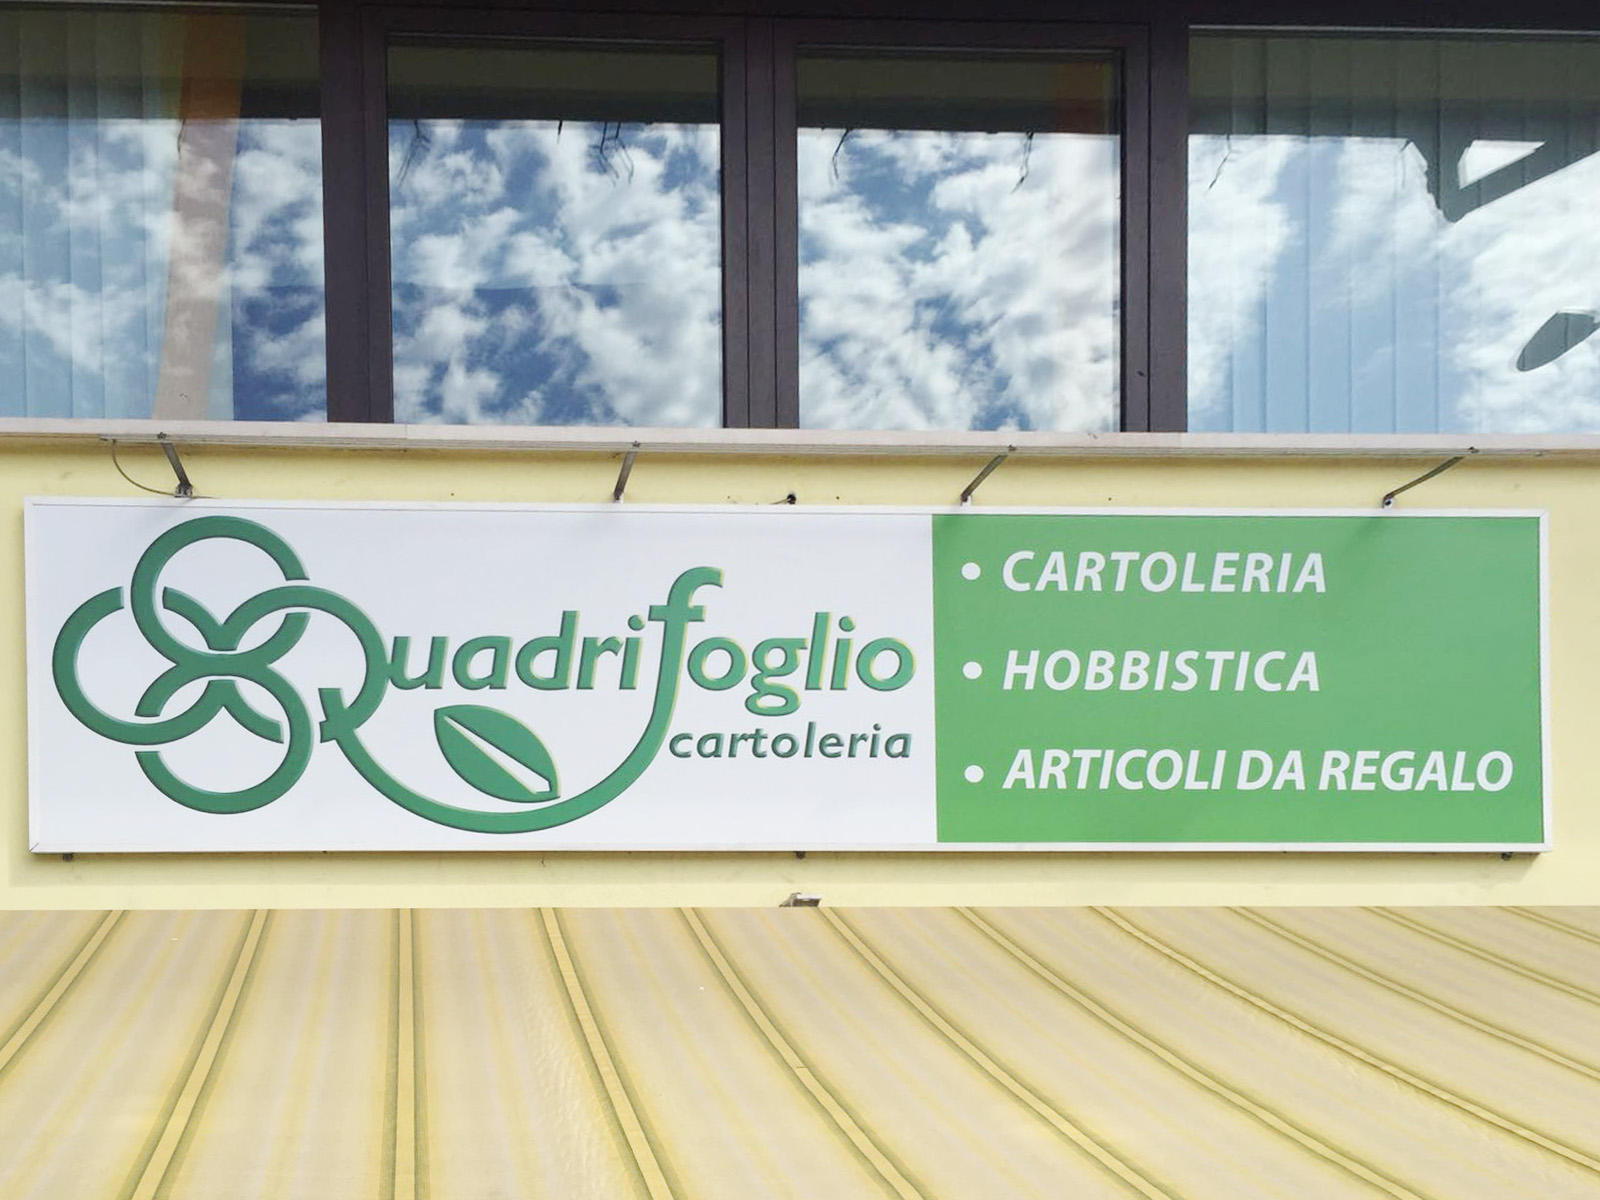 Quadrifoglio
cartoleria
• CARTOLERIA
• HOBBISTICA
• ARTICOLI DA REGALO